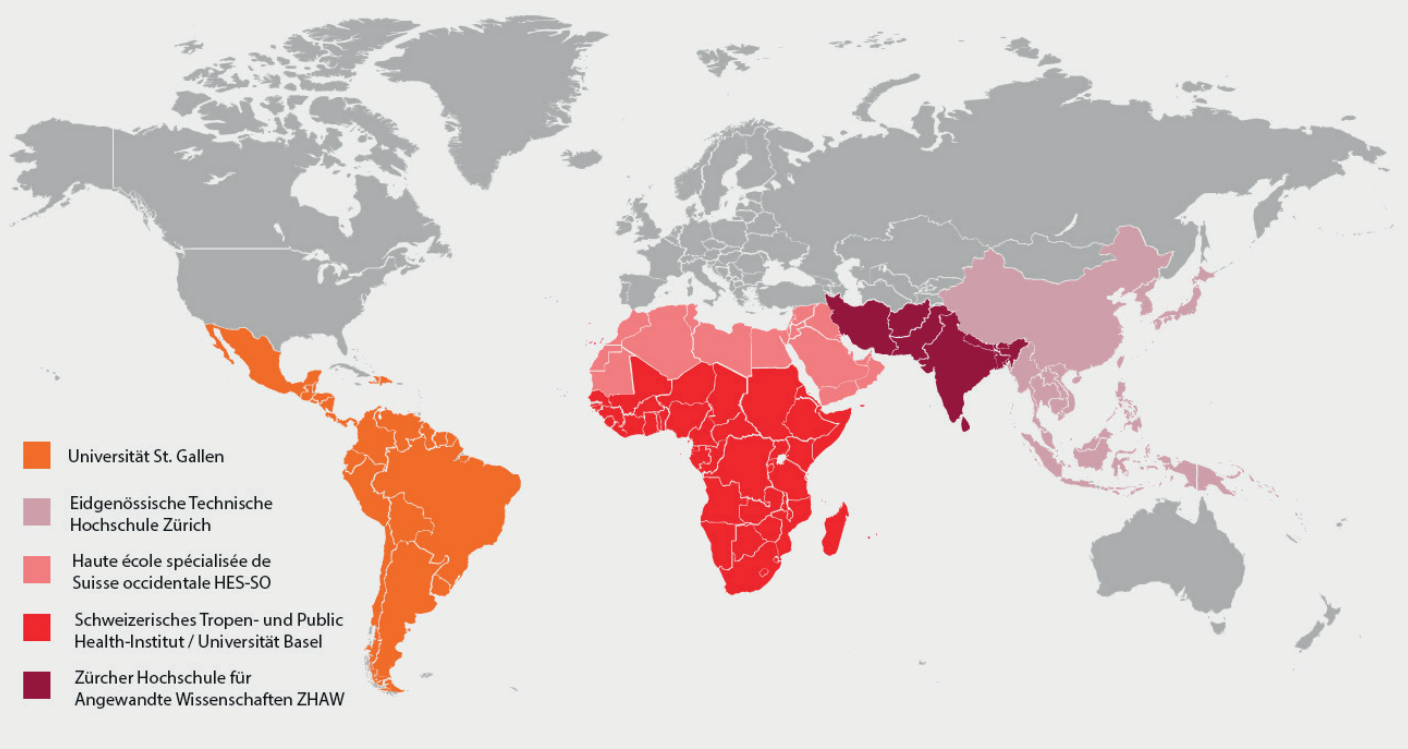 Universität St. Gallen
Eidgenössische Technische
Hochschule Zürich
Haute école spécialisée de
Suisse occidentale HES-SO
Schweizerisches Tropen- und Public
Health-Institut / Universität Basel
Zürcher Hochschule für
Angewandte Wissenschaften ZHAW